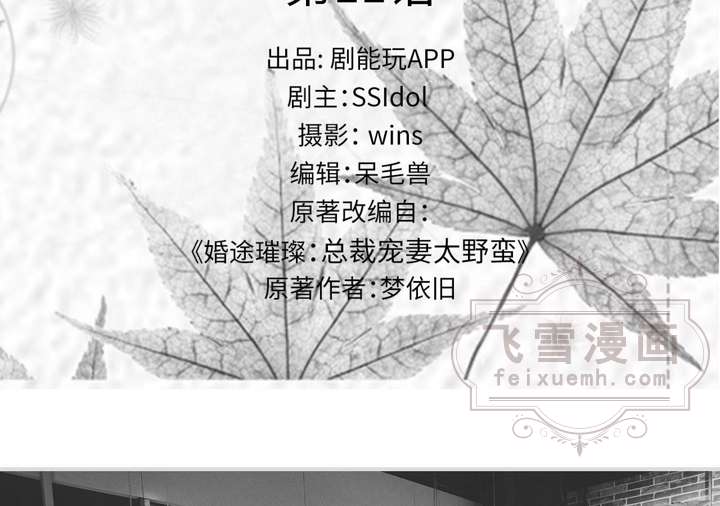 出品: 剧能玩APP
剧主:SSIdol
摄影: wins
编辑:呆毛兽
原著改编自:
《婚途璀璨:总裁宠妻太野蛮》
原著作者:梦依旧
飞雪漫画
feixuemh.com